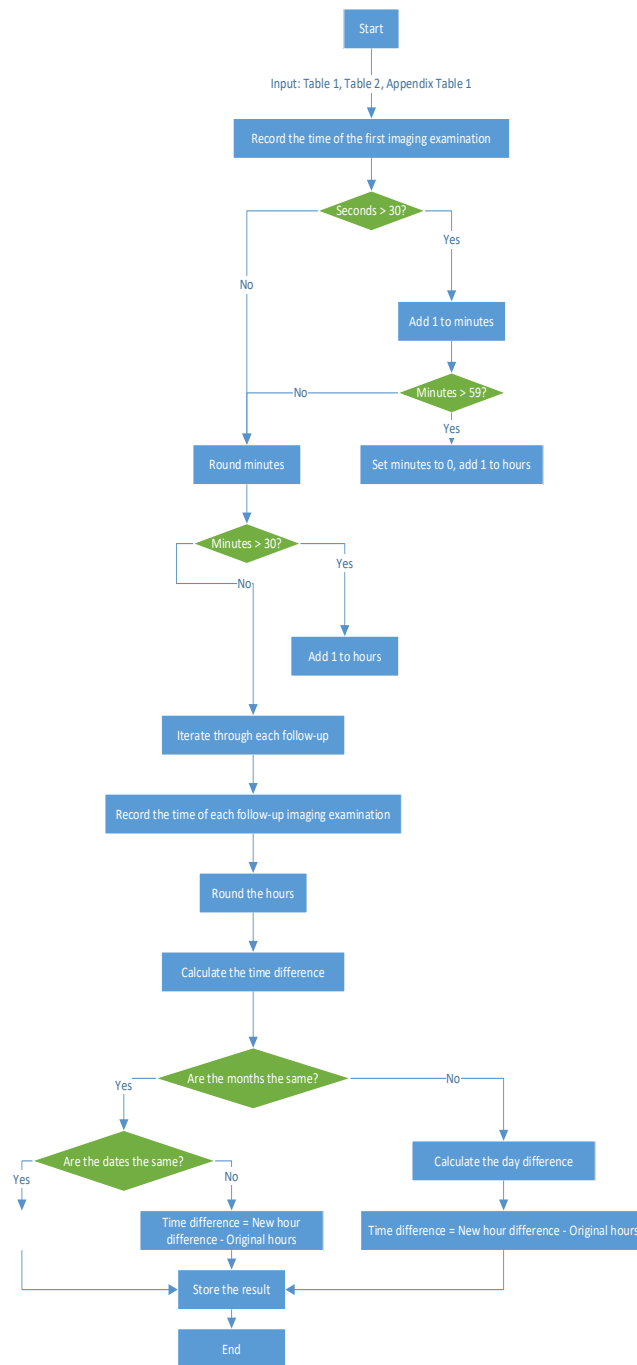 Start
Input: Table 1, Table 2, Appendix Table 1
Record the time of the first imaging examination
Seconds > 30?
Yes
No
Add 1 to minutes
No
Minutes > 59?
Yes
Round minutes
Set minutes to 0, add 1 to hours
Minutes > 30?
Yes
No
Add 1 to hours
Iterate through each follow-up
Record the time of each follow-up imaging examination
Round the hours
Calculate the time difference
Are the months the same?
Yes
No
Are the dates the same?
Calculate the day difference
Yes
No
Time difference = New hour
difference - Original hours
Time difference = New hour difference - Original hours
Store the result
End